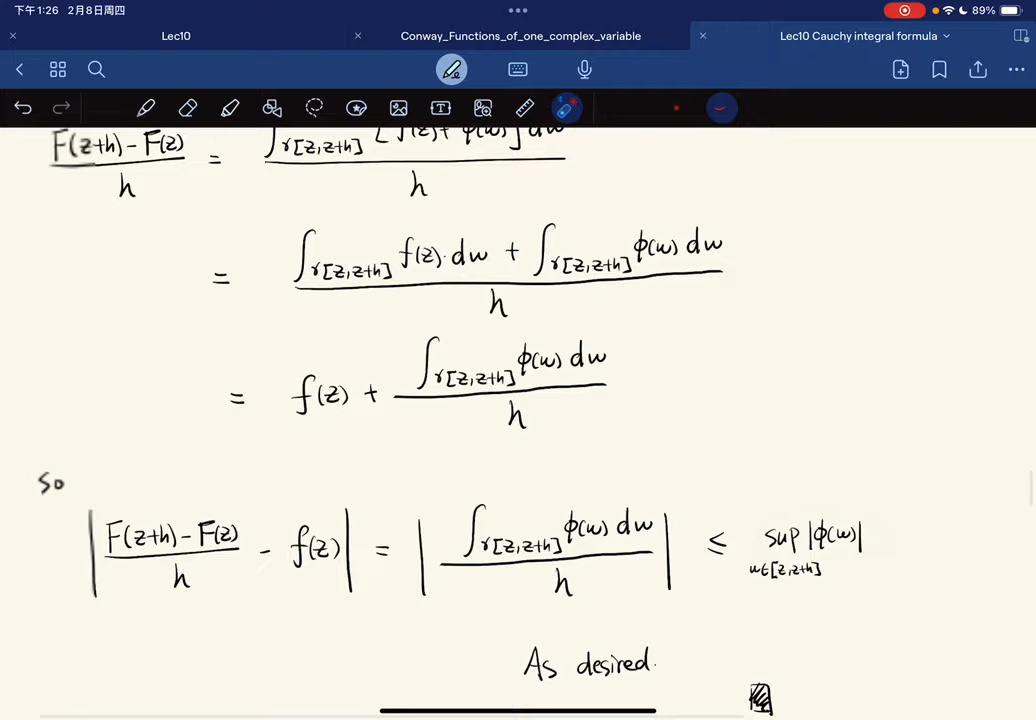 下午1:26 2月8日周四 89%
Lec10 Conway_Functions_of_one_complex_variable Lec10 Cauchy integral formula
F(z+h) - F(z) / h = ∫γ[z,z+h] [f(z) + φ(w)] dw / h
= ∫γ[z,z+h] f(z)·dw + ∫γ[z,z+h] φ(w) dw / h
= f(z) + ∫γ[z,z+h] φ(w) dw / h
So
| F(z+h) - F(z) / h - f(z) | = | ∫γ[z,z+h] φ(w) dw / h | ≤ sup w∈[z,z+h] |φ(w)|
As desired.